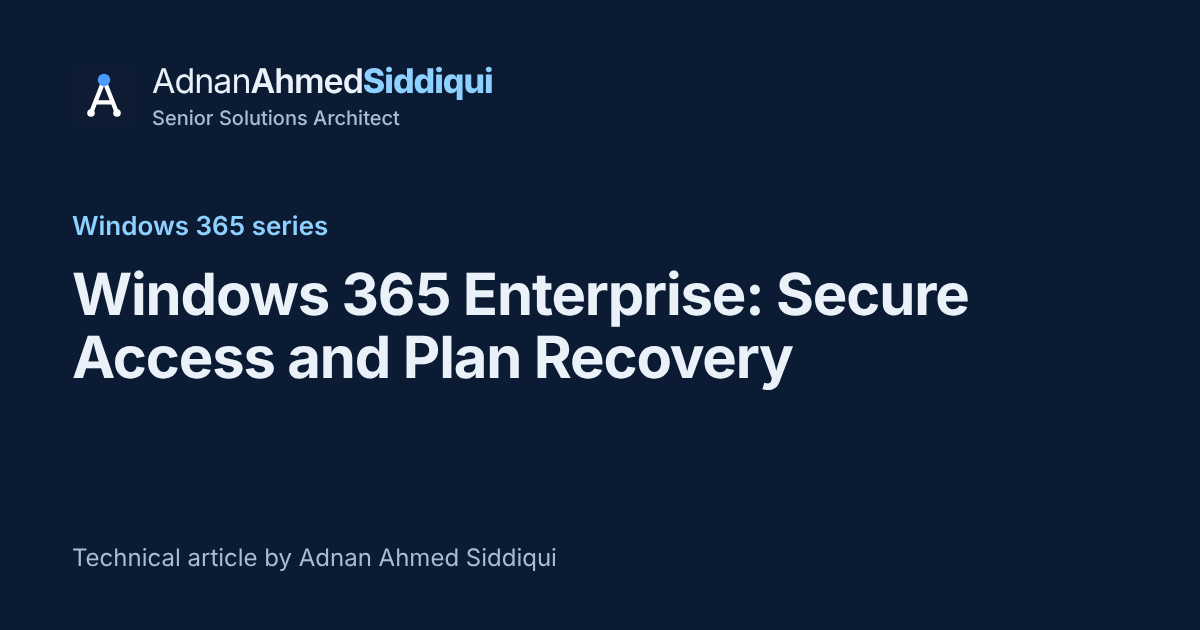 AdnanAhmedSiddiqui
Senior Solutions Architect
Windows 365 series
Windows 365 Enterprise: Secure
Access and Plan Recovery
Technical article by Adnan Ahmed Siddiqui